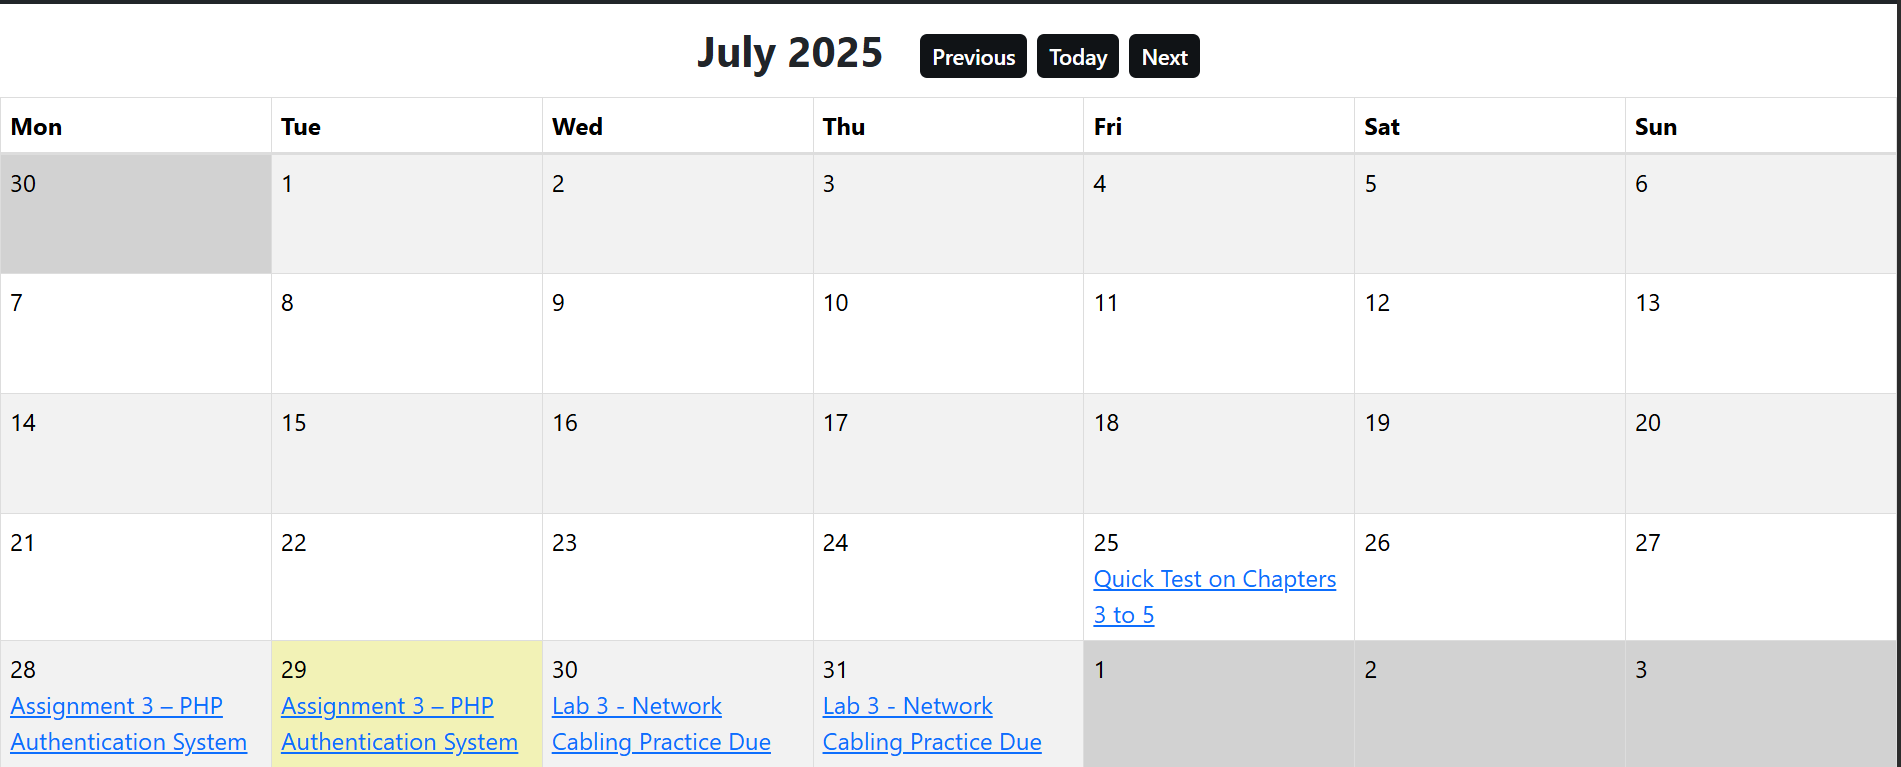 July 2025 Previous Today Next
Mon Tue Wed Thu Fri Sat Sun
30 1 2 3 4 5 6
7 8 9 10 11 12 13
14 15 16 17 18 19 20
21 22 23 24 25 26 27
Quick Test on Chapters
3 to 5
28 29 30 31 1 2 3
Assignment 3 – PHP Assignment 3 – PHP Lab 3 - Network Lab 3 - Network
Authentication System Authentication System Cabling Practice Due Cabling Practice Due